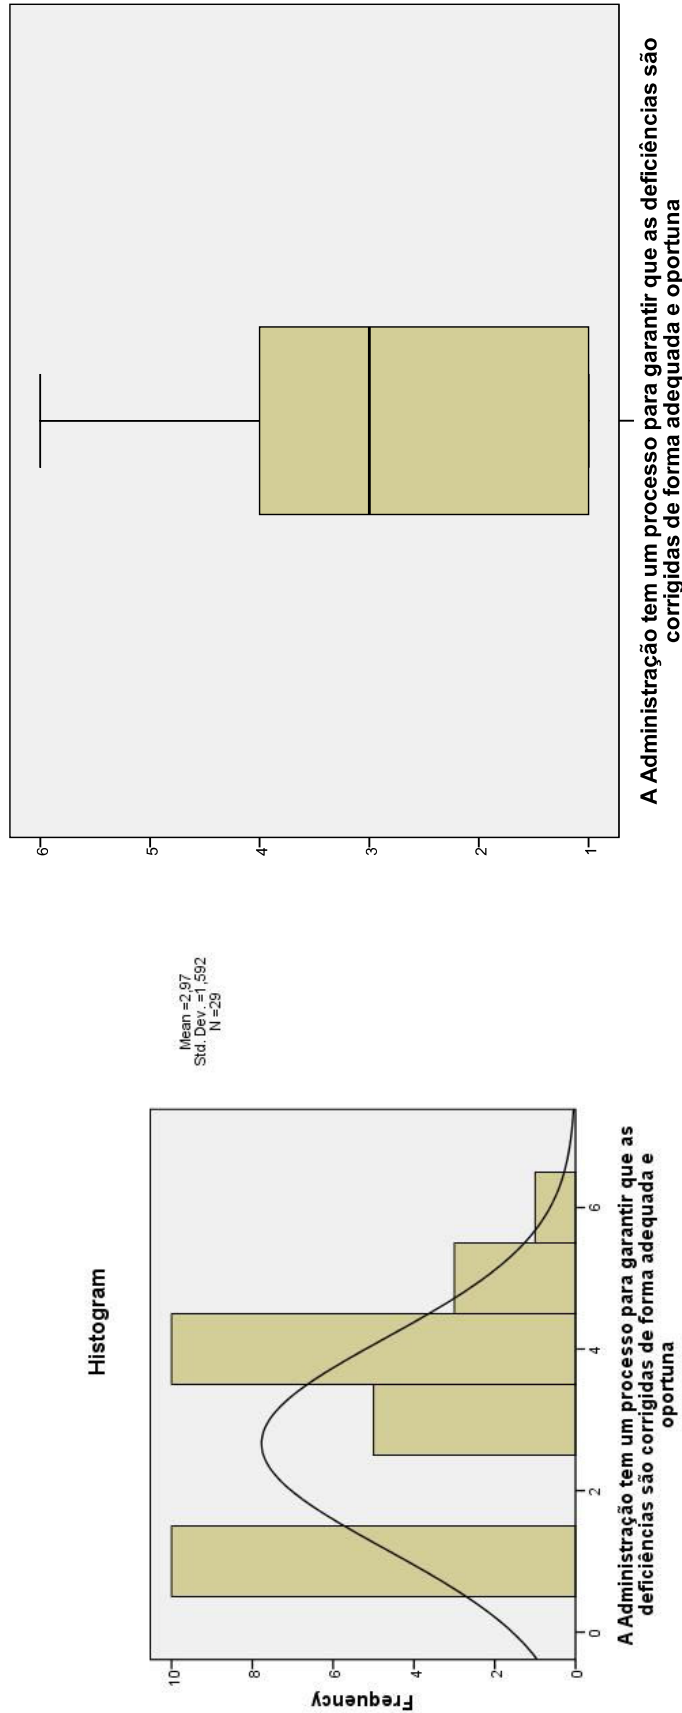 Histogram
Frequency
10
8
6
4
2
0
0
2
4
6
A Administração tem um processo para garantir que as
deficiências são corrigidas de forma adequada e
oportuna
Mean =2,97
Std. Dev. =1,592
N =29
6
5
4
3
2
1
A Administração tem um processo para garantir que as deficiências são
corrigidas de forma adequada e oportuna